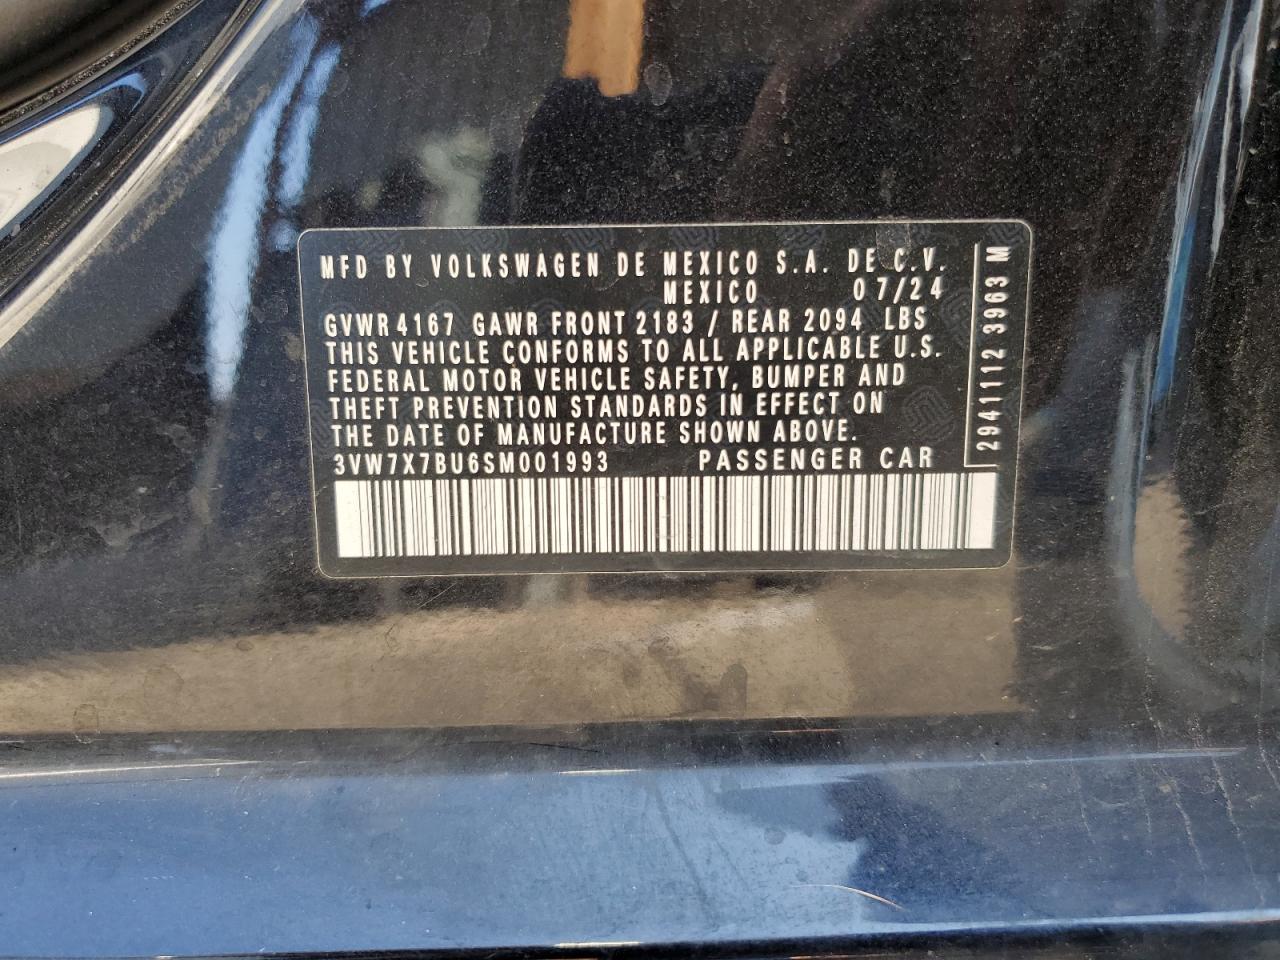 MFD BY VOLKSWAGEN DE MEXICO S.A. DE C.V.
MEXICO 07/24
GVWR 4167 GAWR FRONT 2183 / REAR 2094 LBS
THIS VEHICLE CONFORMS TO ALL APPLICABLE U.S.
FEDERAL MOTOR VEHICLE SAFETY, BUMPER AND
THEFT PREVENTION STANDARDS IN EFFECT ON
THE DATE OF MANUFACTURE SHOWN ABOVE.
3VW7X7BU6SM001993 PASSENGER CAR
2941112 3963 M